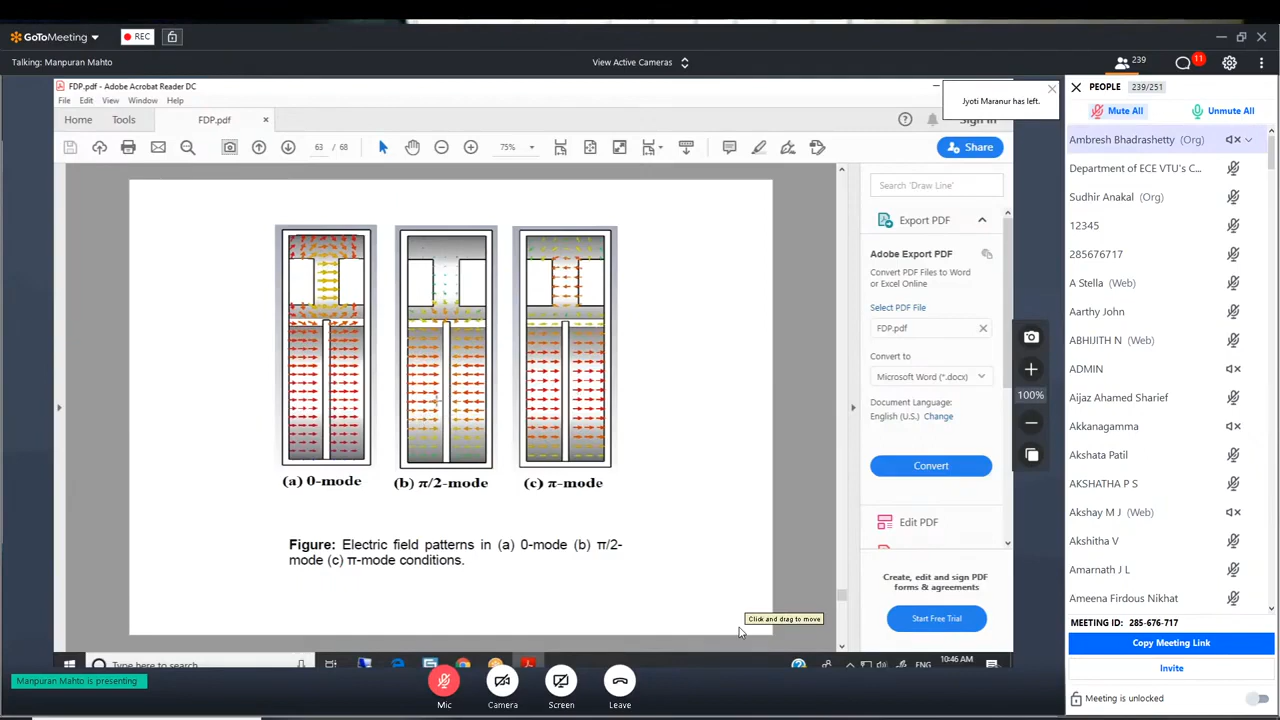 GoToMeeting
REC
Talking: Manpuran Mahto
View Active Cameras
239
11
FDP.pdf - Adobe Acrobat Reader DC
File Edit View Window Help
Home Tools FDP.pdf
63 / 68
75%
Share
Jyoti Maranur has left.
Search 'Draw Line'
Export PDF
Adobe Export PDF
Convert PDF Files to Word
or Excel Online
Select PDF File
FDP.pdf
Convert to
Microsoft Word (*.docx)
Document Language:
English (U.S.) Change
Convert
Edit PDF
Create, edit and sign PDF
forms & agreements
Start Free Trial
(a) 0-mode
(b) π/2-mode
(c) π-mode
Figure: Electric field patterns in (a) 0-mode (b) π/2-
mode (c) π-mode conditions.
Click and drag to move
100%
Type here to search
ENG
10:46 AM
Manpuran Mahto is presenting
Mic
Camera
Screen
Leave
PEOPLE 239/251
Mute All
Unmute All
Ambresh Bhadrashetty (Org)
Department of ECE VTU's C...
Sudhir Anakal (Org)
12345
285676717
A Stella (Web)
Aarthy John
ABHIJITH N (Web)
ADMIN
Aijaz Ahamed Sharief
Akkanagamma
Akshata Patil
AKSHATHA P S
Akshay M J (Web)
Akshitha V
Amarnath J L
Ameena Firdous Nikhat
MEETING ID: 285-676-717
Copy Meeting Link
Invite
Meeting is unlocked